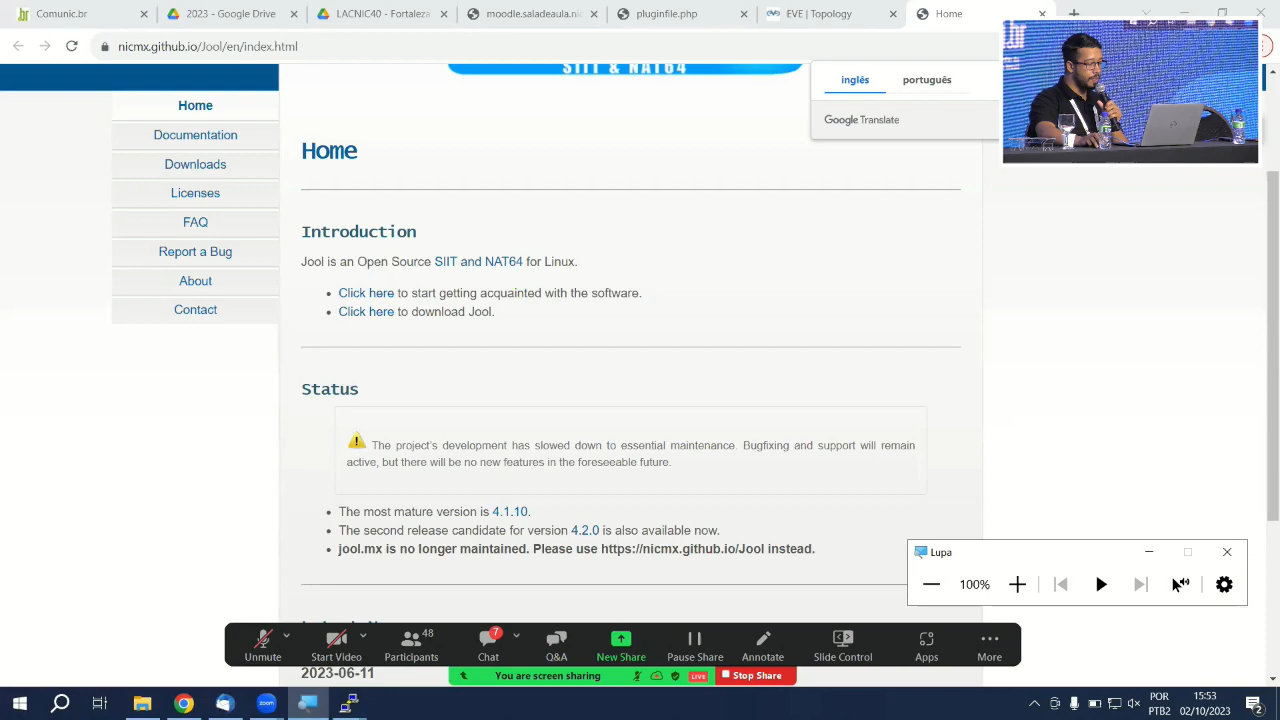 Comunic.br
2023 - Google Drive
moodle.saladeaula.nic
pluginfile.php
EVE | Topology
Home
nicmx.github.io/Jool/en/index.html
SIIT & NAT64
inglês
português
Google Translate
Home
Documentation
Downloads
Licenses
FAQ
Report a Bug
About
Contact
Home
Introduction
Jool is an Open Source SIIT and NAT64 for Linux.
Click here to start getting acquainted with the software.
Click here to download Jool.
Status
The project's development has slowed down to essential maintenance. Bugfixing and support will remain
active, but there will be no new features in the foreseeable future.
The most mature version is 4.1.10.
The second release candidate for version 4.2.0 is also available now.
jool.mx is no longer maintained. Please use https://nicmx.github.io/Jool instead.
2023-06-11
Lupa
100%
Unmute
Start Video
48
Participants
7
Chat
Q&A
New Share
Pause Share
Annotate
Slide Control
Apps
More
You are screen sharing
LIVE
Stop Share
zoom
POR
PTB2
15:53
02/10/2023
2